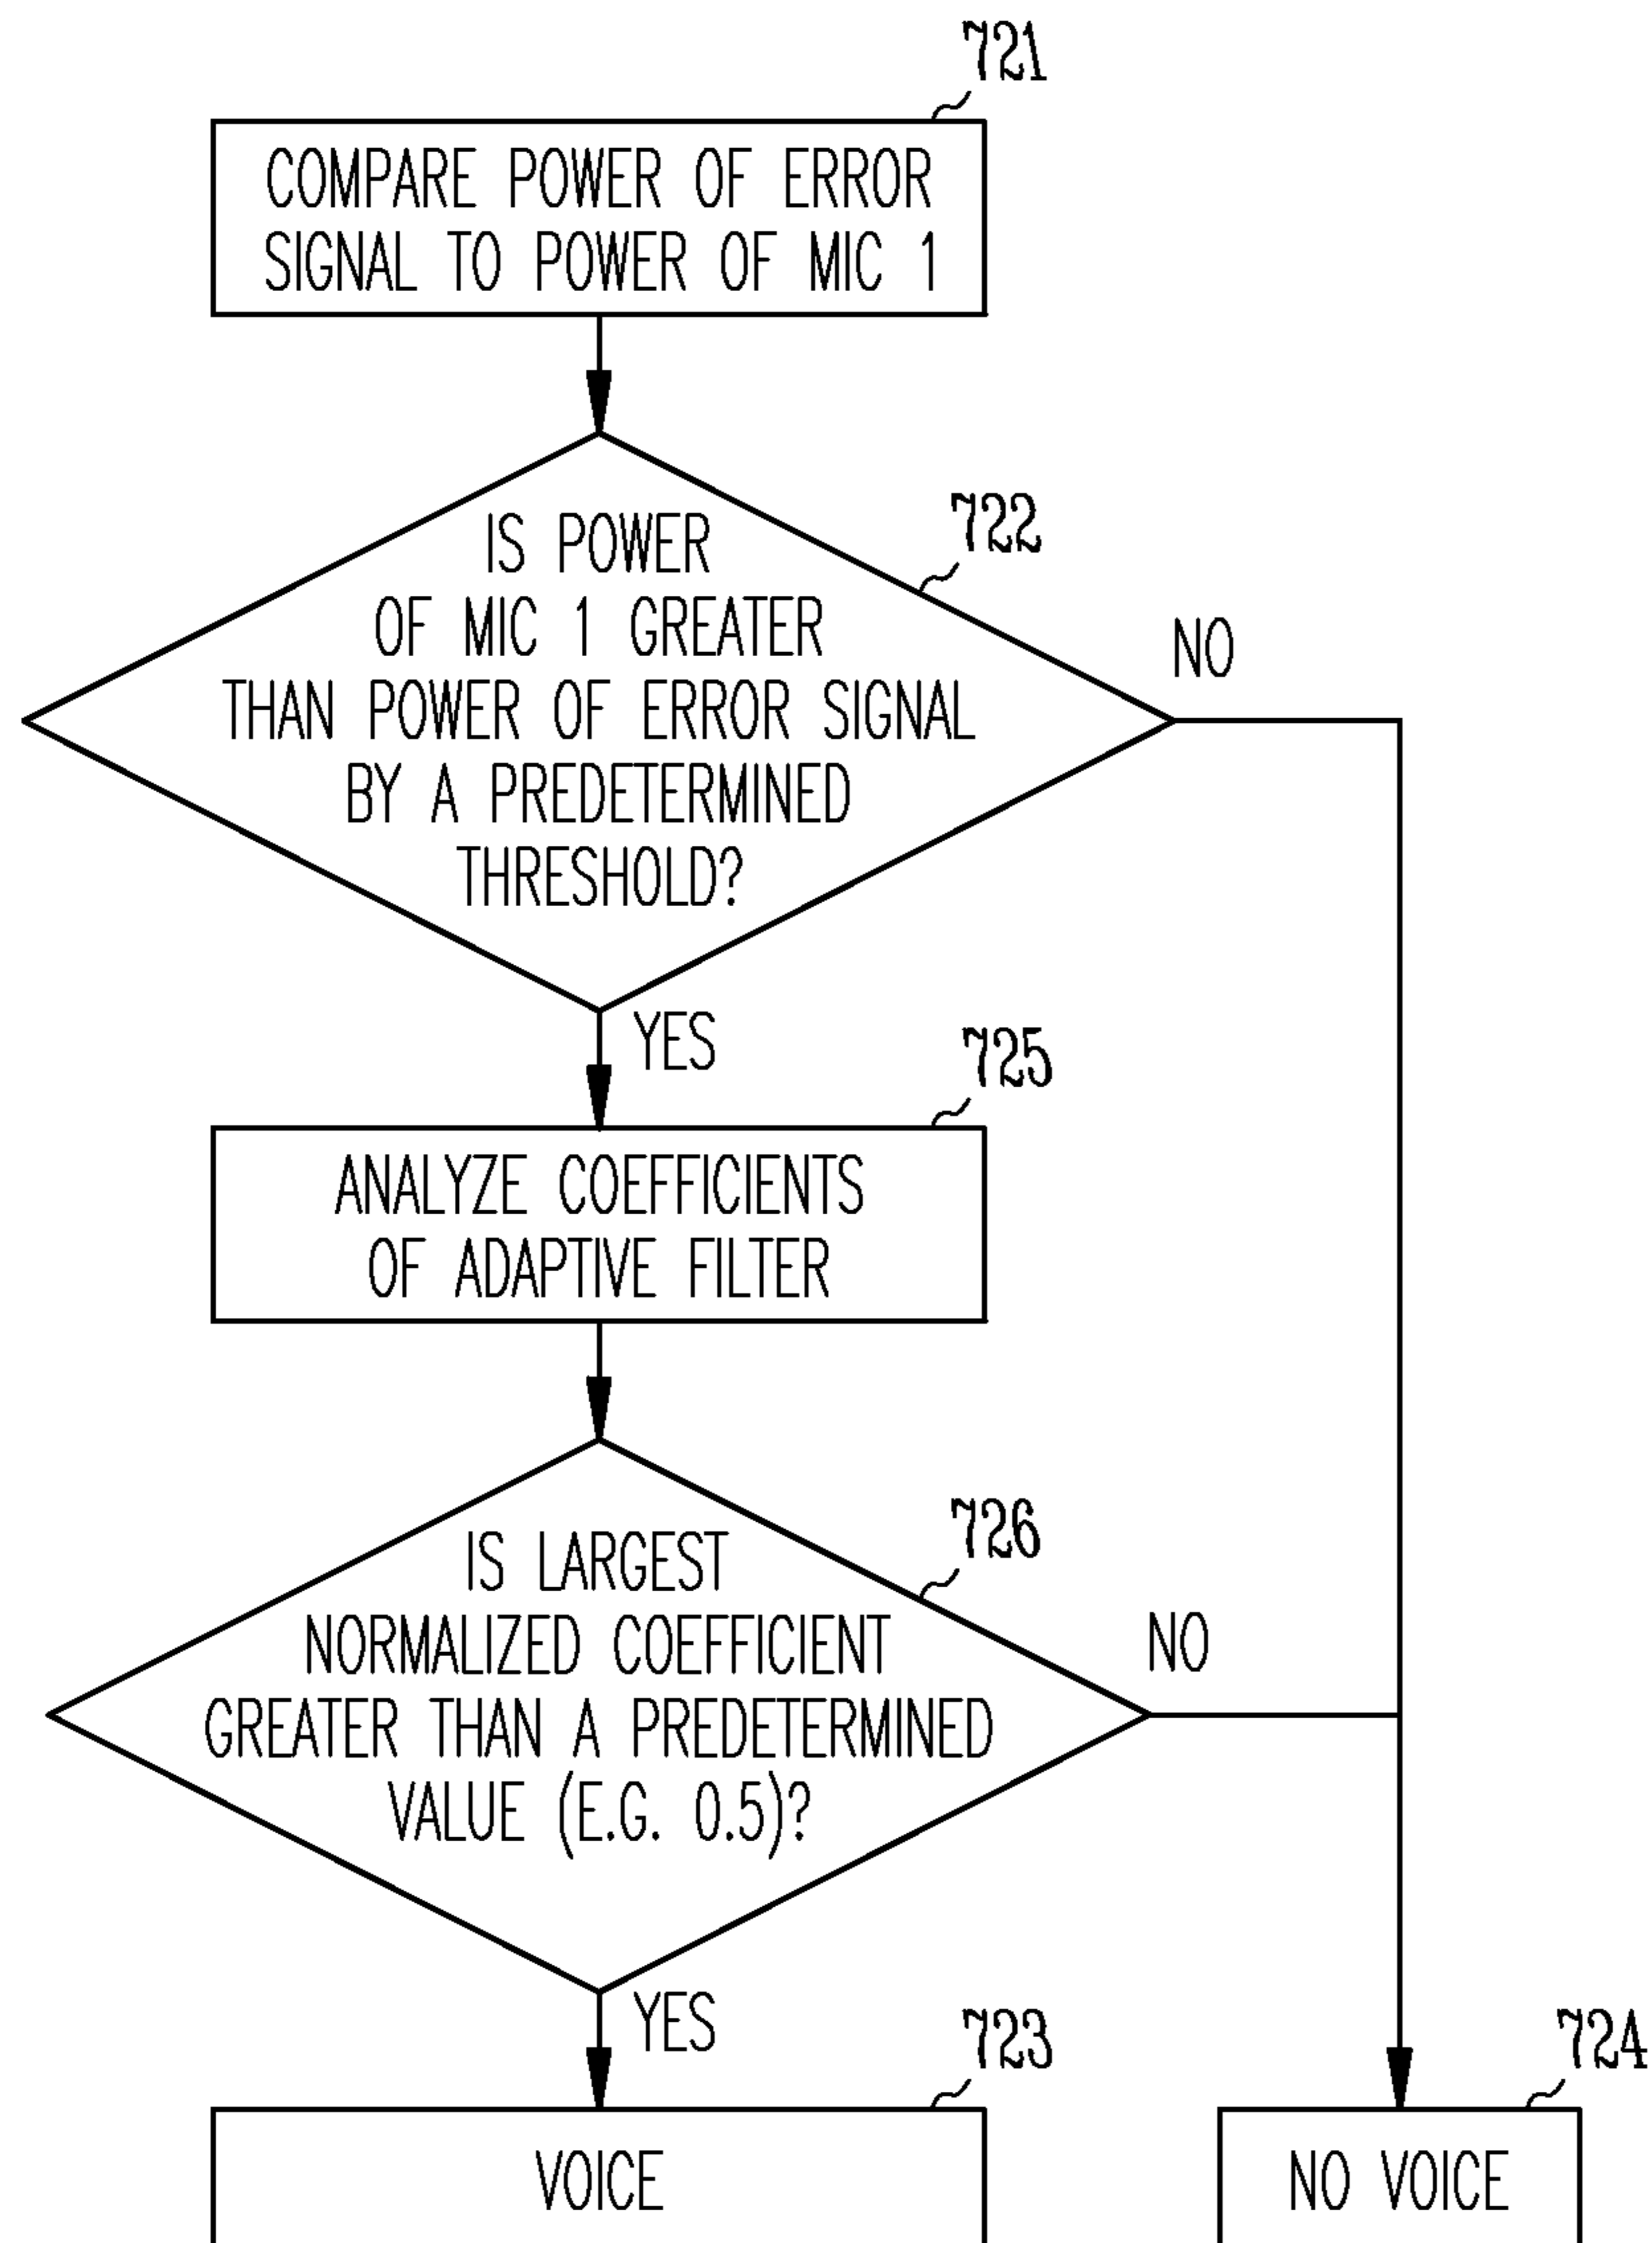 721
COMPARE POWER OF ERROR
SIGNAL TO POWER OF MIC 1
722
IS POWER
OF MIC 1 GREATER
THAN POWER OF ERROR SIGNAL
BY A PREDETERMINED
THRESHOLD?
NO
YES
725
ANALYZE COEFFICIENTS
OF ADAPTIVE FILTER
726
IS LARGEST
NORMALIZED COEFFICIENT
GREATER THAN A PREDETERMINED
VALUE (E.G. 0.5)?
NO
YES
723
VOICE
724
NO VOICE